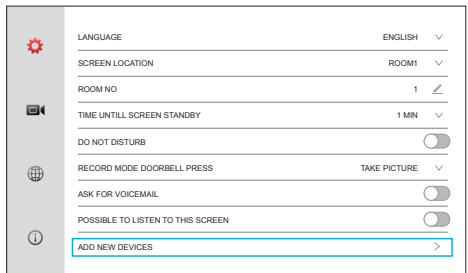 LANGUAGE ENGLISH
SCREEN LOCATION ROOM1
ROOM NO 1
TIME UNTILL SCREEN STANDBY 1 MIN
DO NOT DISTURB
RECORD MODE DOORBELL PRESS TAKE PICTURE
ASK FOR VOICEMAIL
POSSIBLE TO LISTEN TO THIS SCREEN
ADD NEW DEVICES